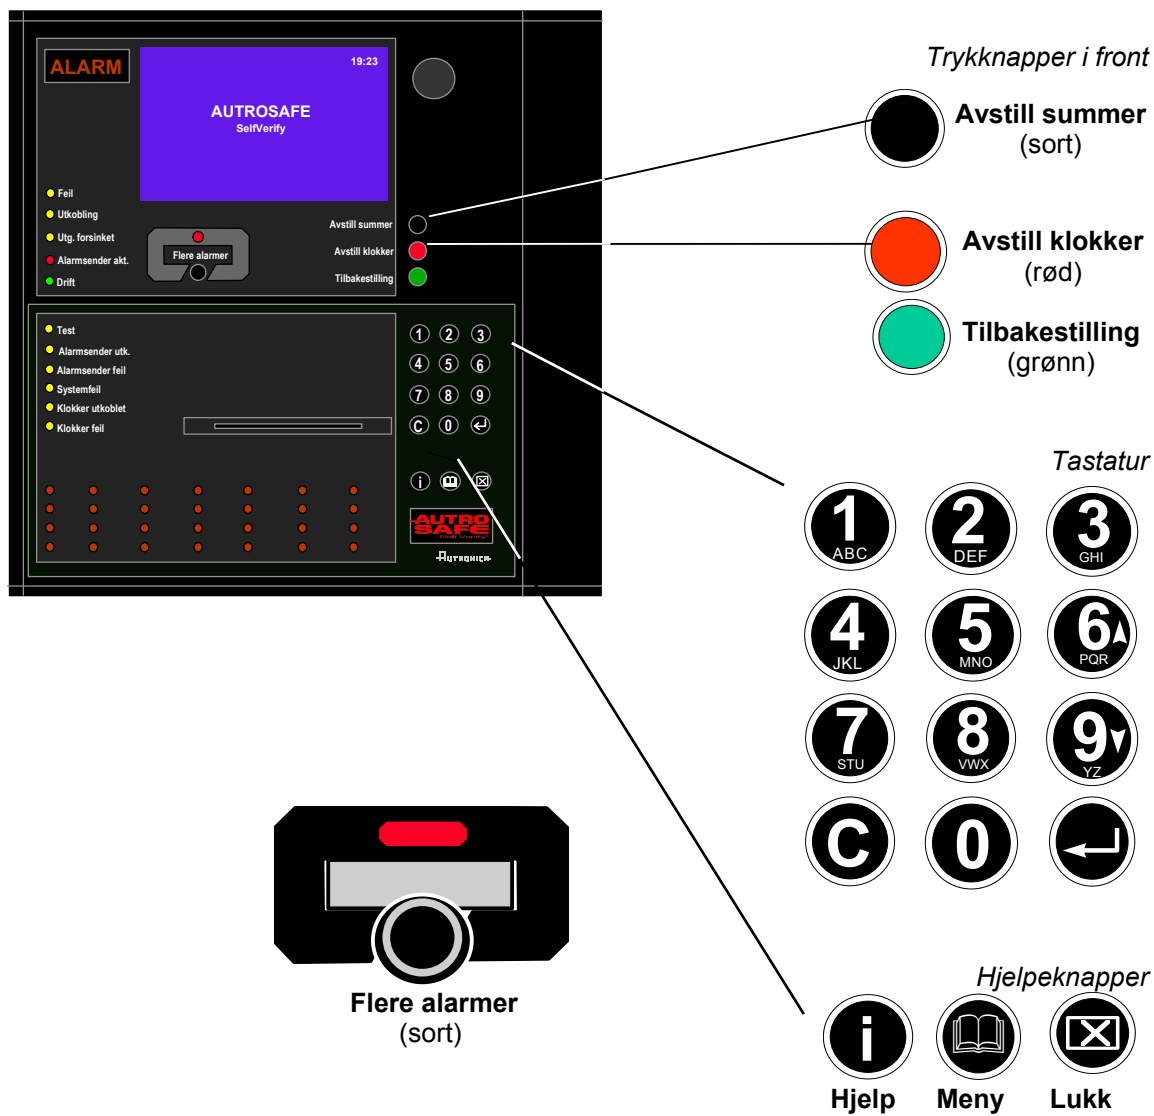 ALARM
19:23
AUTROSAFE
SelfVerify
Feil
Utkobling
Utg. forsinket
Alarmsender akt.
Drift
Flere alarmer
Avstill summer
Avstill klokker
Tilbakestilling
Test
Alarmsender utk.
Alarmsender feil
Systemfeil
Klokker utkoblet
Klokker feil
1 2 3
4 5 6
7 8 9
C 0
i
AUTRO
SAFE
Self Verify
AUTRONICA
Trykknapper i front
Avstill summer
(sort)
Avstill klokker
(rød)
Tilbakestilling
(grønn)
Tastatur
1 2 3
ABC DEF GHI
4 5 6
JKL MNO PQR
7 8 9
STU VWX YZ
C 0
Flere alarmer
(sort)
Hjelpeknapper
i
Hjelp Meny Lukk